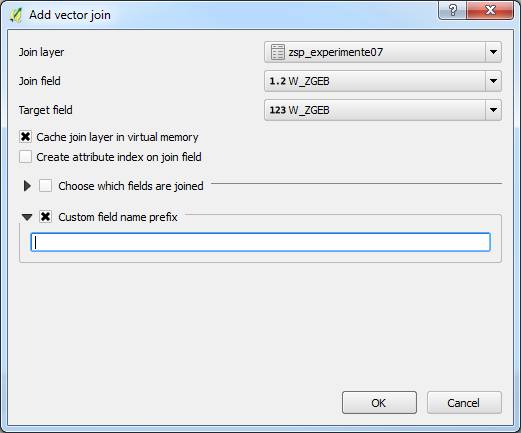 Add vector join
Join layer
zsp_experimente07
Join field
1.2 W_ZGEB
Target field
123 W_ZGEB
Cache join layer in virtual memory
Create attribute index on join field
Choose which fields are joined
Custom field name prefix
OK
Cancel